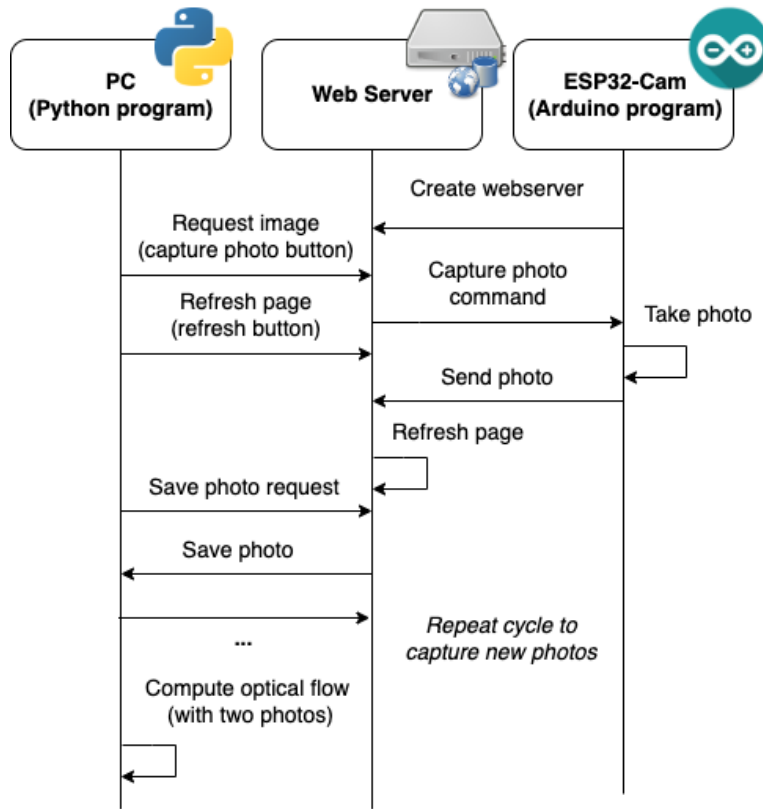 PC
(Python program)
Web Server
ESP32-Cam
(Arduino program)
Create webserver
Request image
(capture photo button)
Capture photo
command
Refresh page
(refresh button)
Take photo
Send photo
Refresh page
Save photo request
Save photo
...
Repeat cycle to
capture new photos
Compute optical flow
(with two photos)